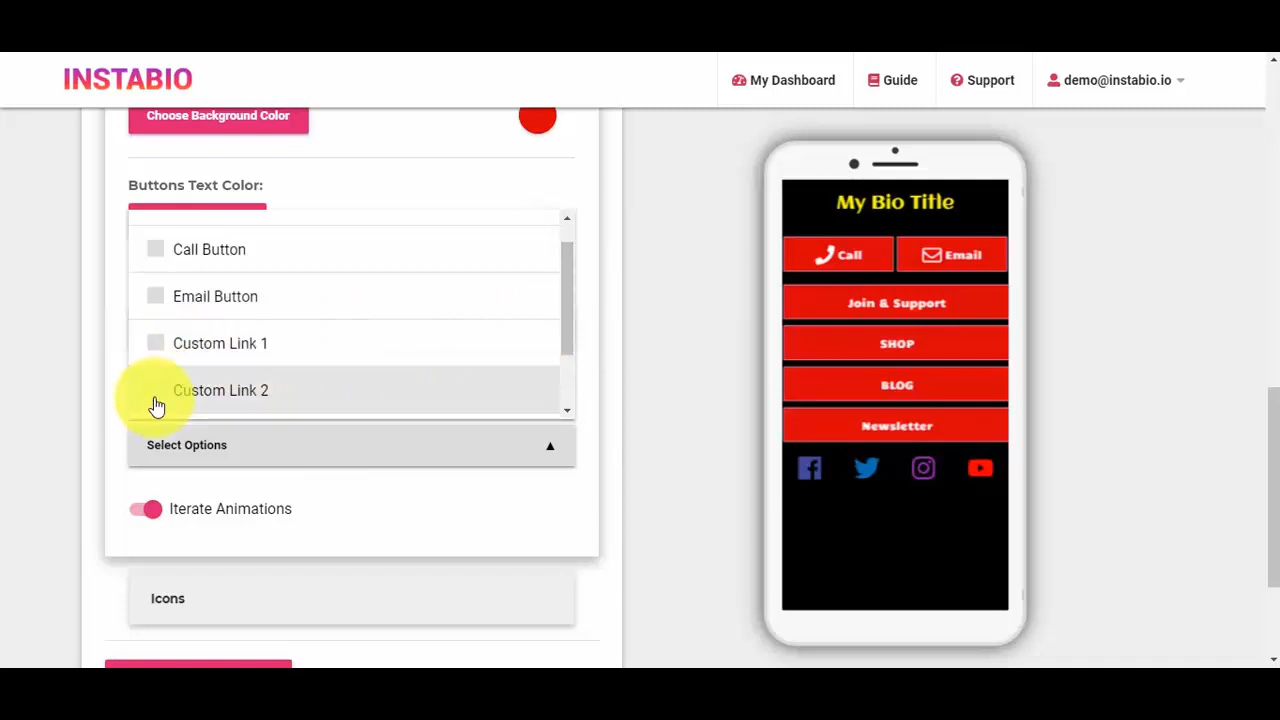 INSTABIO
My Dashboard
Guide
Support
demo@instabio.io
Choose Background Color
Buttons Text Color:
Call Button
Email Button
Custom Link 1
Custom Link 2
Select Options
Iterate Animations
Icons
My Bio Title
Call
Email
Join & Support
SHOP
BLOG
Newsletter